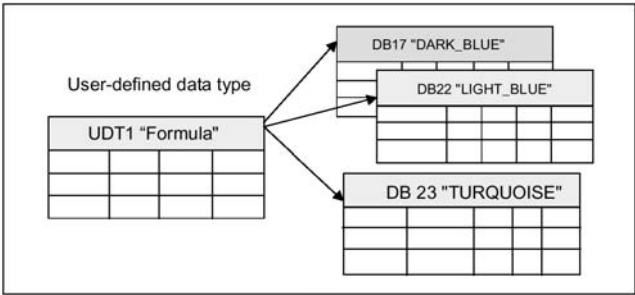 DB17 "DARK_BLUE"
User-defined data type
DB22 "LIGHT_BLUE"
UDT1 "Formula"
DB 23 "TURQUOISE"